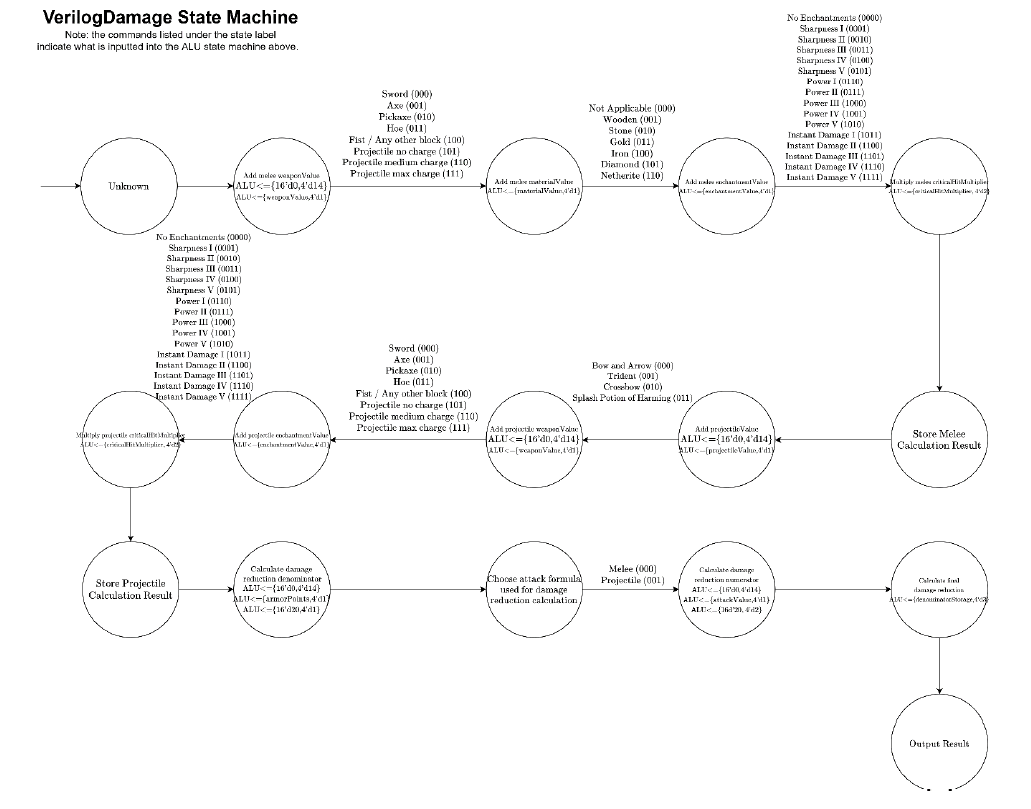 VerilogDamage State Machine
Note: the commands listed under the state label
indicate what is inputted into the ALU state machine above.
Unknown
Add melee weaponValue
ALU<={16'd0,4'd14}
ALU<={weaponValue,4'd1}
Sword (000)
Axe (001)
Pickaxe (010)
Hoe (011)
Fist / Any other block (100)
Projectile no charge (101)
Projectile medium charge (110)
Projectile max charge (111)
Add melee materialValue
ALU<={materialValue,4'd1}
Not Applicable (000)
Wooden (001)
Stone (010)
Gold (011)
Iron (100)
Diamond (101)
Netherite (110)
Add melee enchantmentValue
ALU<={enchantmentValue,4'd1}
No Enchantments (0000)
Sharpness I (0001)
Sharpness II (0010)
Sharpness III (0011)
Sharpness IV (0100)
Sharpness V (0101)
Power I (0110)
Power II (0111)
Power III (1000)
Power IV (1001)
Power V (1010)
Instant Damage I (1011)
Instant Damage II (1100)
Instant Damage III (1101)
Instant Damage IV (1110)
Instant Damage V (1111)
Multiply melee criticalHitMultiplier
ALU<={criticalHitMultiplier, 4'd2}
Store Melee
Calculation Result
Add projectileValue
ALU<={16'd0,4'd14}
ALU<={projectileValue,4'd1}
Bow and Arrow (000)
Trident (001)
Crossbow (010)
Splash Potion of Harming (011)
Add projectile weaponValue
ALU<={16'd0,4'd14}
ALU<={weaponValue,4'd1}
Sword (000)
Axe (001)
Pickaxe (010)
Hoe (011)
Fist / Any other block (100)
Projectile no charge (101)
Projectile medium charge (110)
Projectile max charge (111)
Add projectile enchantmentValue
ALU<={enchantmentValue,4'd1}
No Enchantments (0000)
Sharpness I (0001)
Sharpness II (0010)
Sharpness III (0011)
Sharpness IV (0100)
Sharpness V (0101)
Power I (0110)
Power II (0111)
Power III (1000)
Power IV (1001)
Power V (1010)
Instant Damage I (1011)
Instant Damage II (1100)
Instant Damage III (1101)
Instant Damage IV (1110)
Instant Damage V (1111)
Multiply projectile criticalHitMultiplier
ALU<={criticalHitMultiplier, 4'd2}
Store Projectile
Calculation Result
Calculate damage
reduction denominator
ALU<={16'd0,4'd14}
ALU<={armorPoints,4'd1}
ALU<={16'd20,4'd1}
Choose attack formula
used for damage
reduction calculation
Melee (000)
Projectile (001)
Calculate damage
reduction numerator
ALU<={16'd0,4'd14}
ALU<={attackValue,4'd1}
ALU<={16d'20,4'd2}
Calculate final
damage reduction
ALU<={denominatorStorage,4'd3}
Output Result